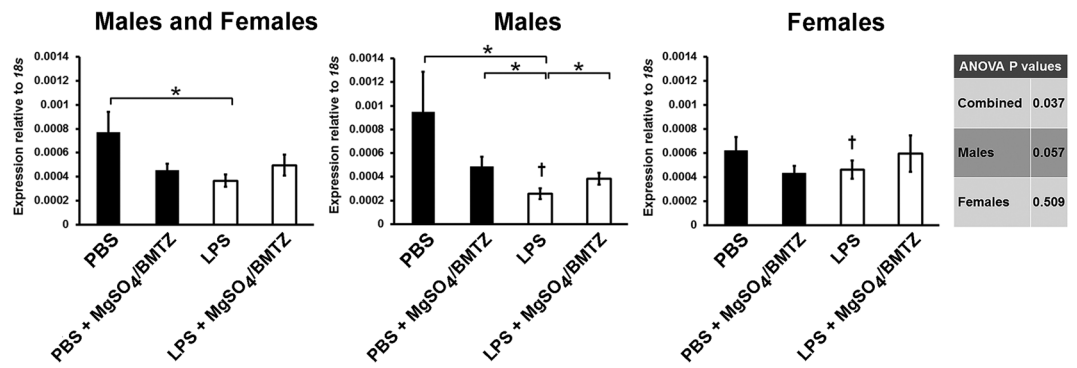 Males and Females
Expression relative to 18s
0.0014
0.0012
0.001
0.0008
0.0006
0.0004
0.0002
0
*
PBS
PBS + MgSO4/BMTZ
LPS
LPS + MgSO4/BMTZ
Males
Expression relative to 18s
0.0014
0.0012
0.001
0.0008
0.0006
0.0004
0.0002
0
*
* *
†
PBS
PBS + MgSO4/BMTZ
LPS
LPS + MgSO4/BMTZ
Females
Expression relative to 18s
0.0014
0.0012
0.001
0.0008
0.0006
0.0004
0.0002
0
†
PBS
PBS + MgSO4/BMTZ
LPS
LPS + MgSO4/BMTZ
ANOVA P values
Combined 0.037
Males 0.057
Females 0.509